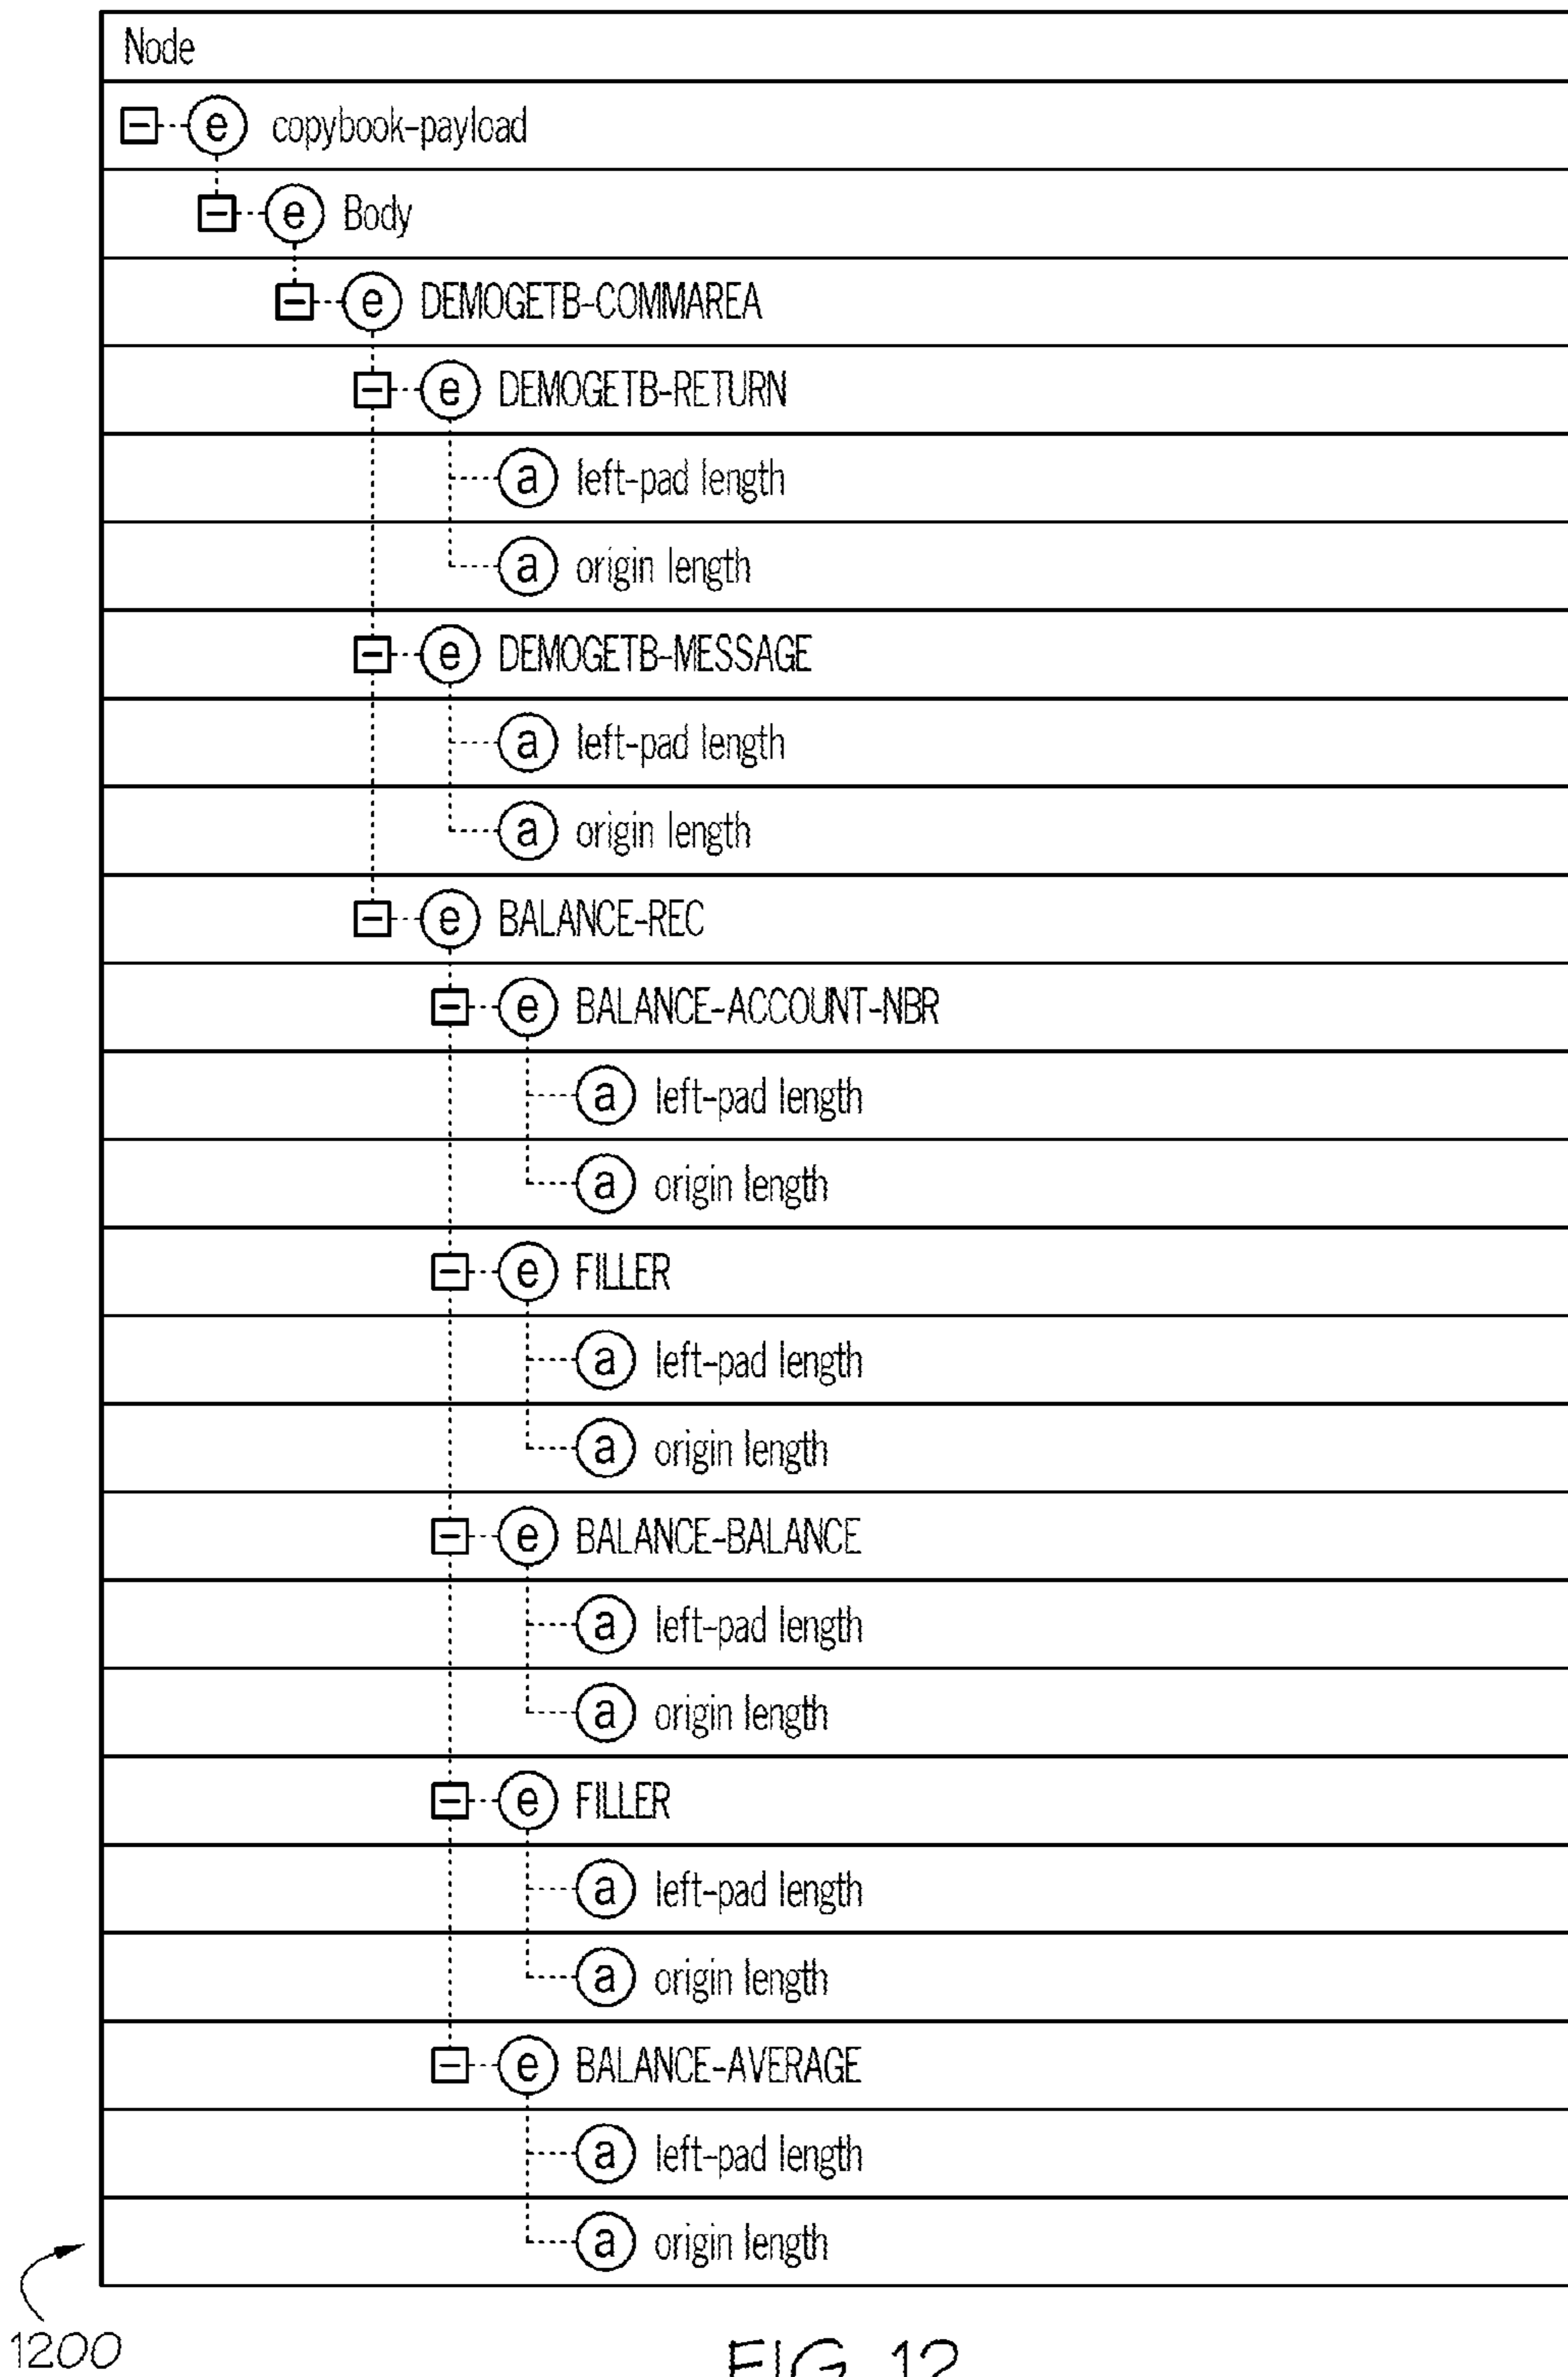 Node
e copybook-payload
e Body
e DEMOGETB-COMMAREA
e DEMOGETB-RETURN
a left-pad length
a origin length
e DEMOGETB-MESSAGE
a left-pad length
a origin length
e BALANCE-REC
e BALANCE-ACCOUNT-NBR
a left-pad length
a origin length
e FILLER
a left-pad length
a origin length
e BALANCE-BALANCE
a left-pad length
a origin length
e FILLER
a left-pad length
a origin length
e BALANCE-AVERAGE
a left-pad length
a origin length
1200
FIG. 12